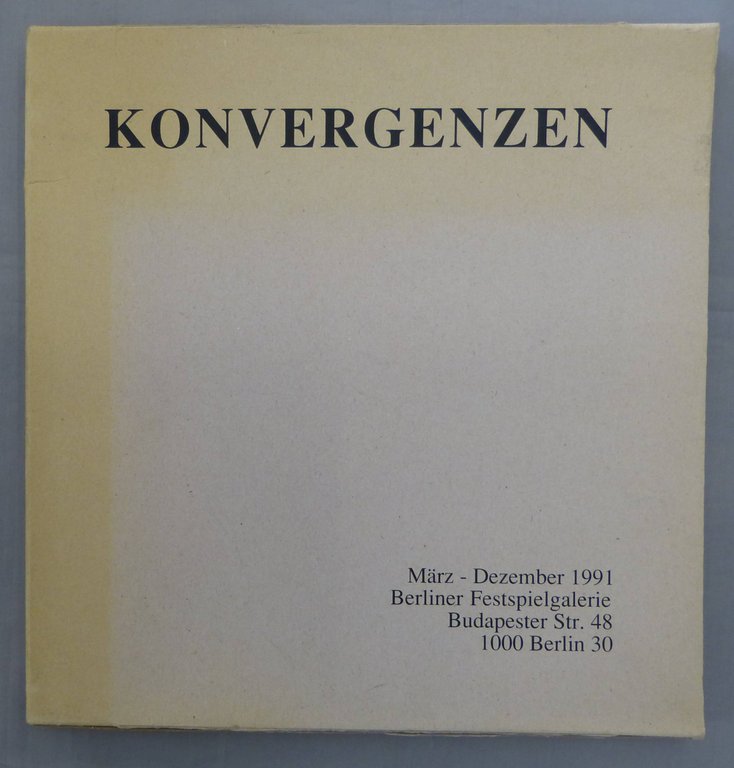 KONVERGENZEN
März - Dezember 1991
Berliner Festspielgalerie
Budapester Str. 48
1000 Berlin 30